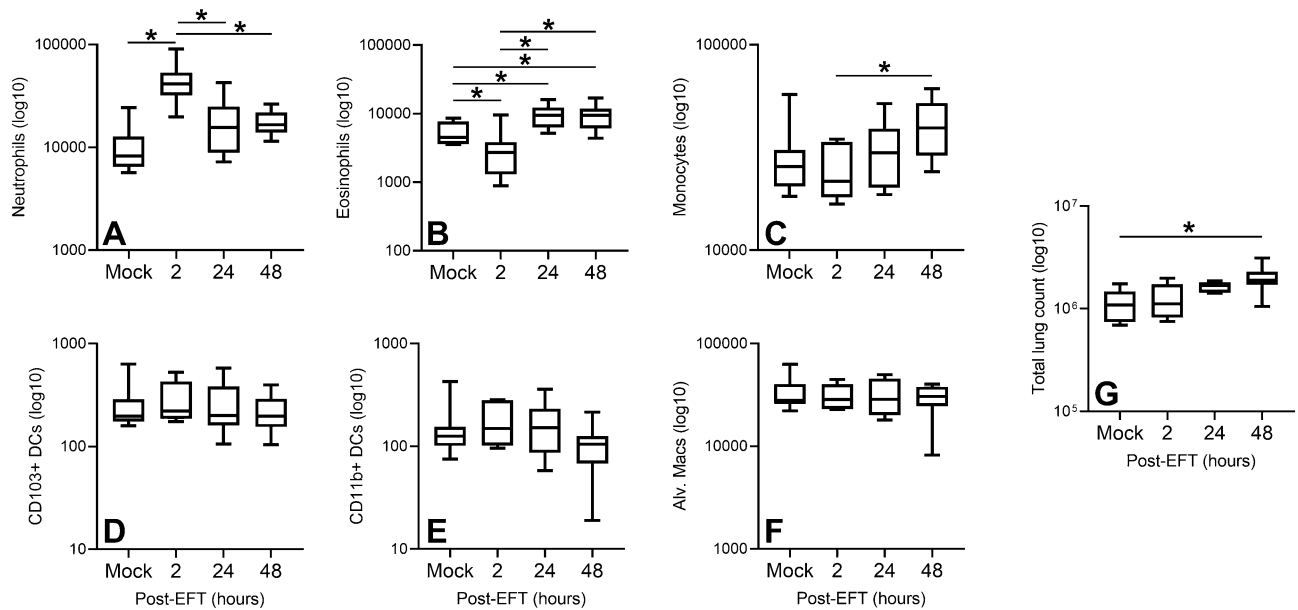 Neutrophils (log10)
100000
10000
1000
* * *
A
Mock 2 24 48
Eosinophils (log10)
100000
10000
1000
100
* * * * *
B
Mock 2 24 48
Monocytes (log10)
100000
10000
*
C
Mock 2 24 48
CD103+ DCs (log10)
1000
100
10
D
Mock 2 24 48
Post-EFT (hours)
CD11b+ DCs (log10)
1000
100
10
E
Mock 2 24 48
Post-EFT (hours)
Alv. Macs (log10)
100000
10000
1000
F
Mock 2 24 48
Post-EFT (hours)
Total lung count (log10)
10⁷
10⁶
10⁵
*
G
Mock 2 24 48
Post-EFT (hours)